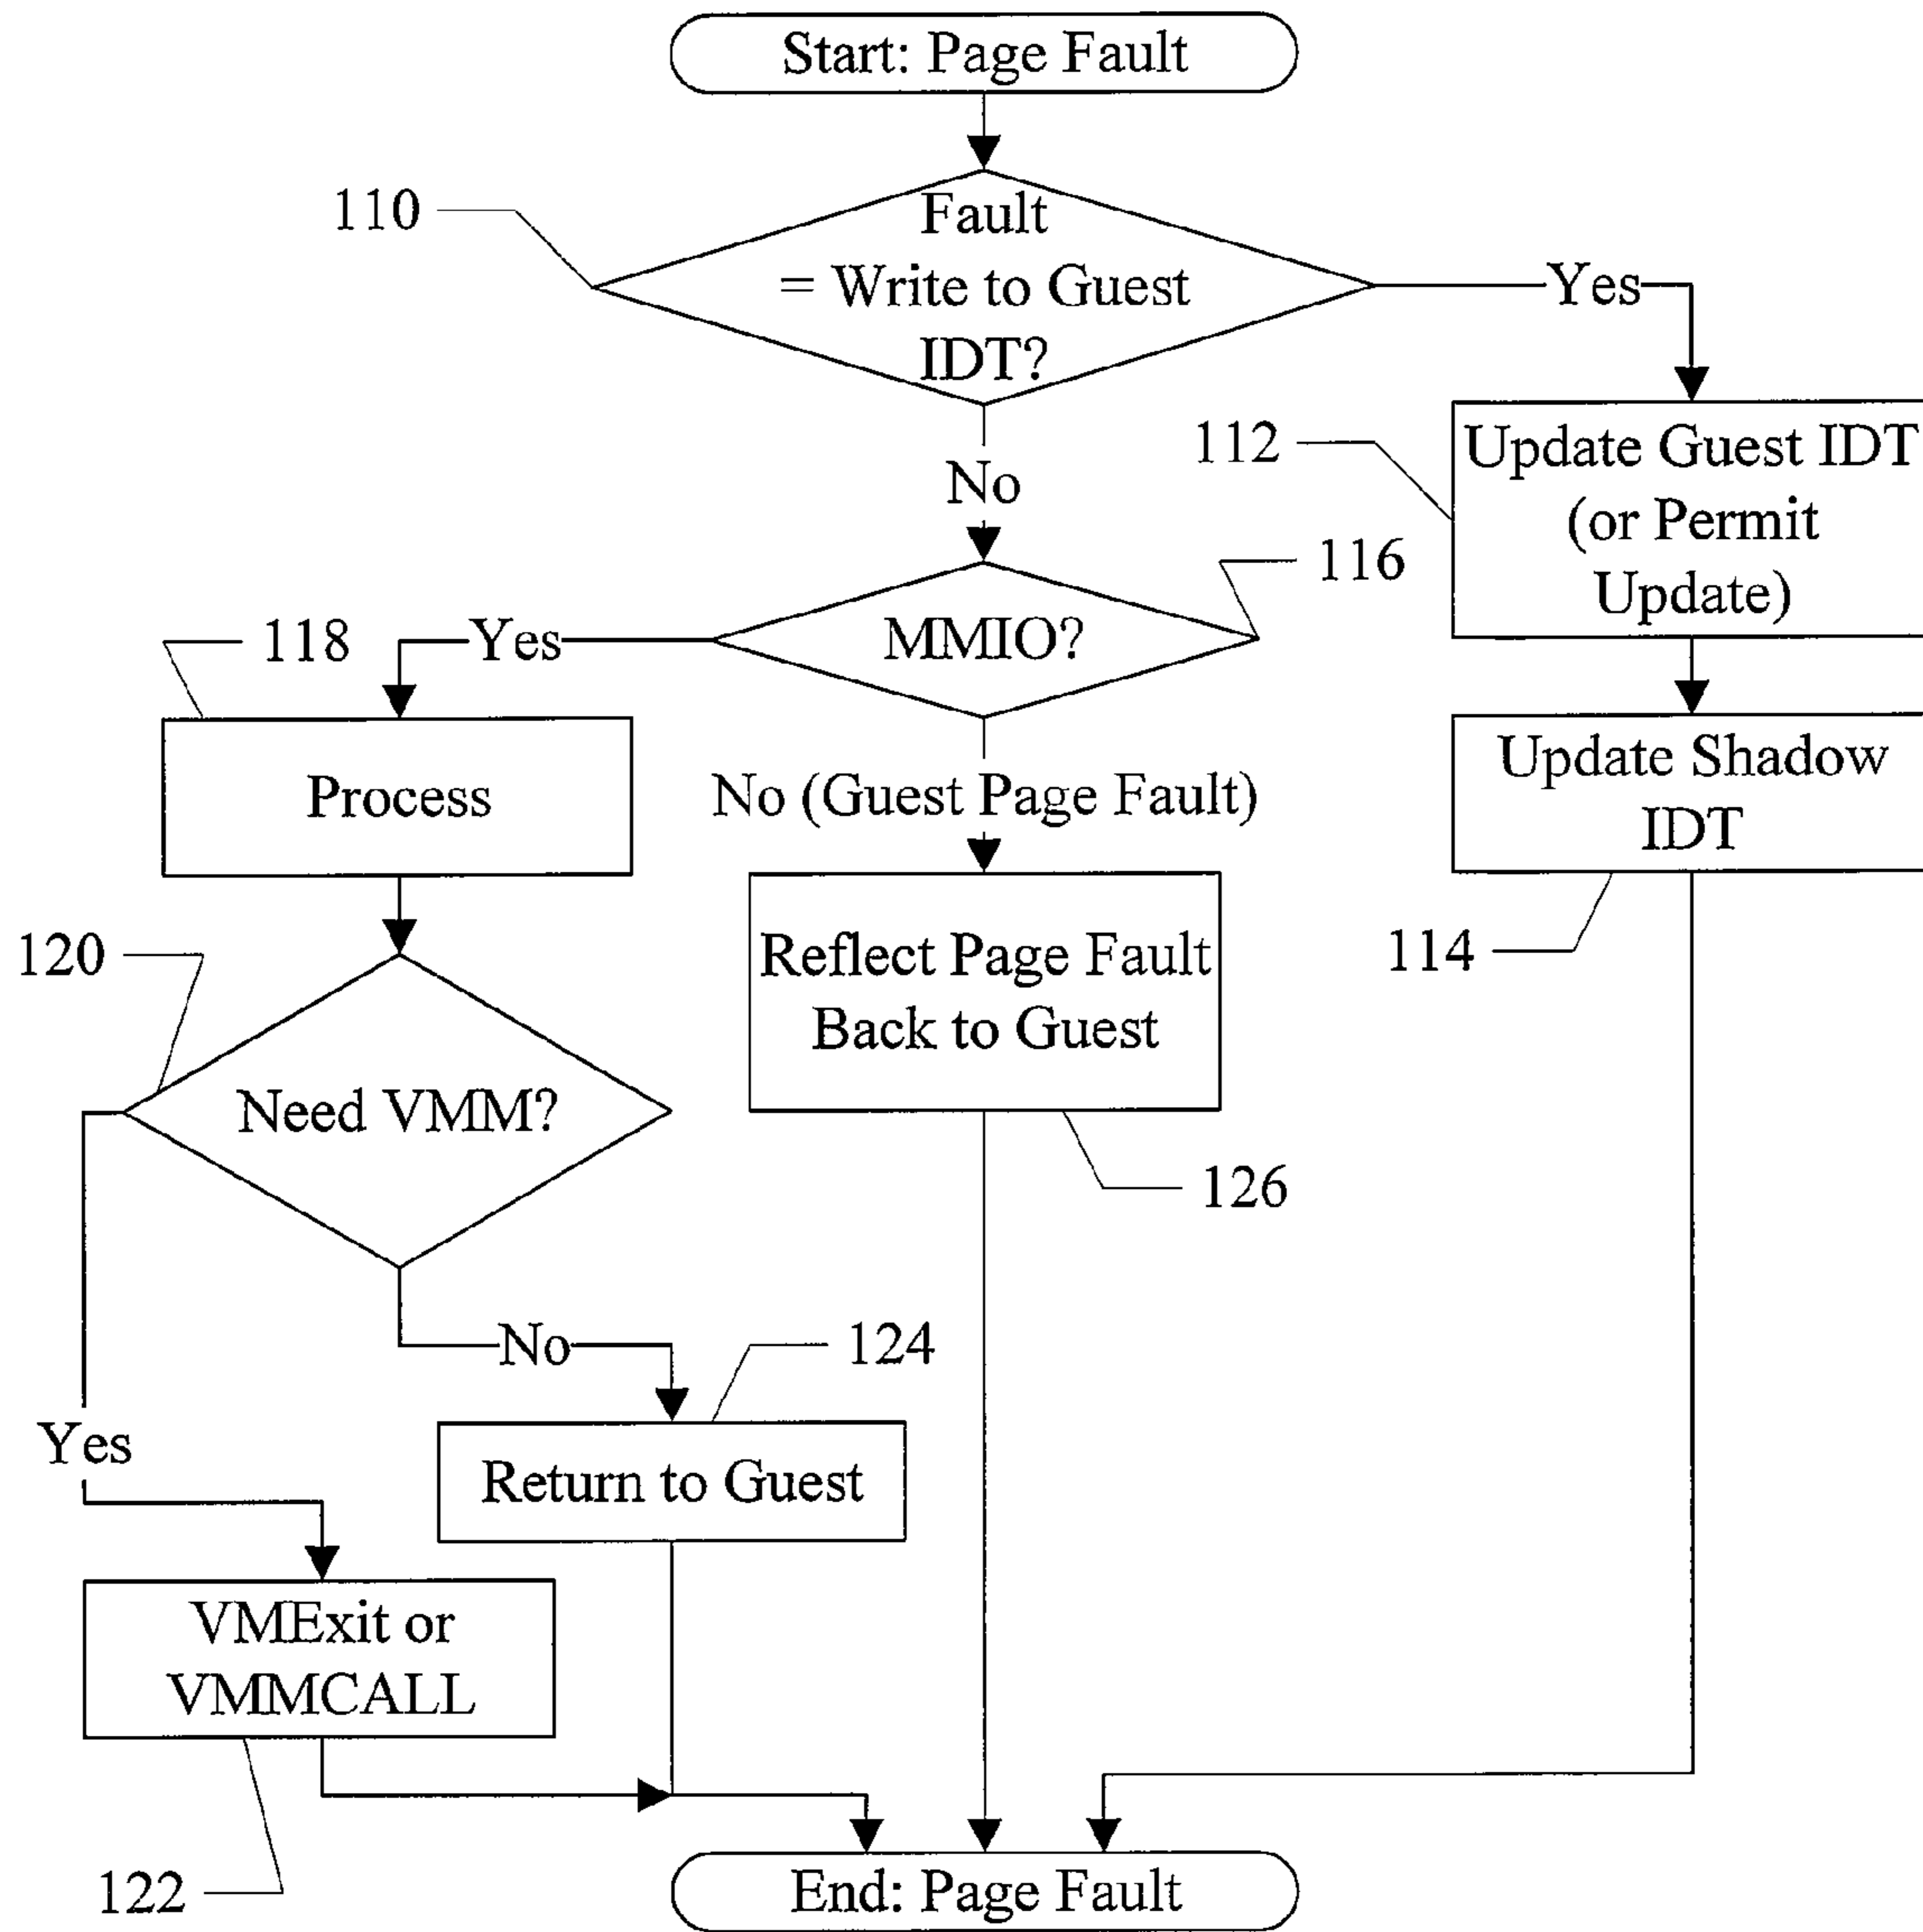 Start: Page Fault
110
Fault
= Write to Guest
IDT?
Yes
No
112
Update Guest IDT
(or Permit
Update)
116
MMIO?
Yes
118
Process
No (Guest Page Fault)
Update Shadow
IDT
114
120
Need VMM?
Reflect Page Fault
Back to Guest
126
No
124
Yes
Return to Guest
VMExit or
VMMCALL
122
End: Page Fault